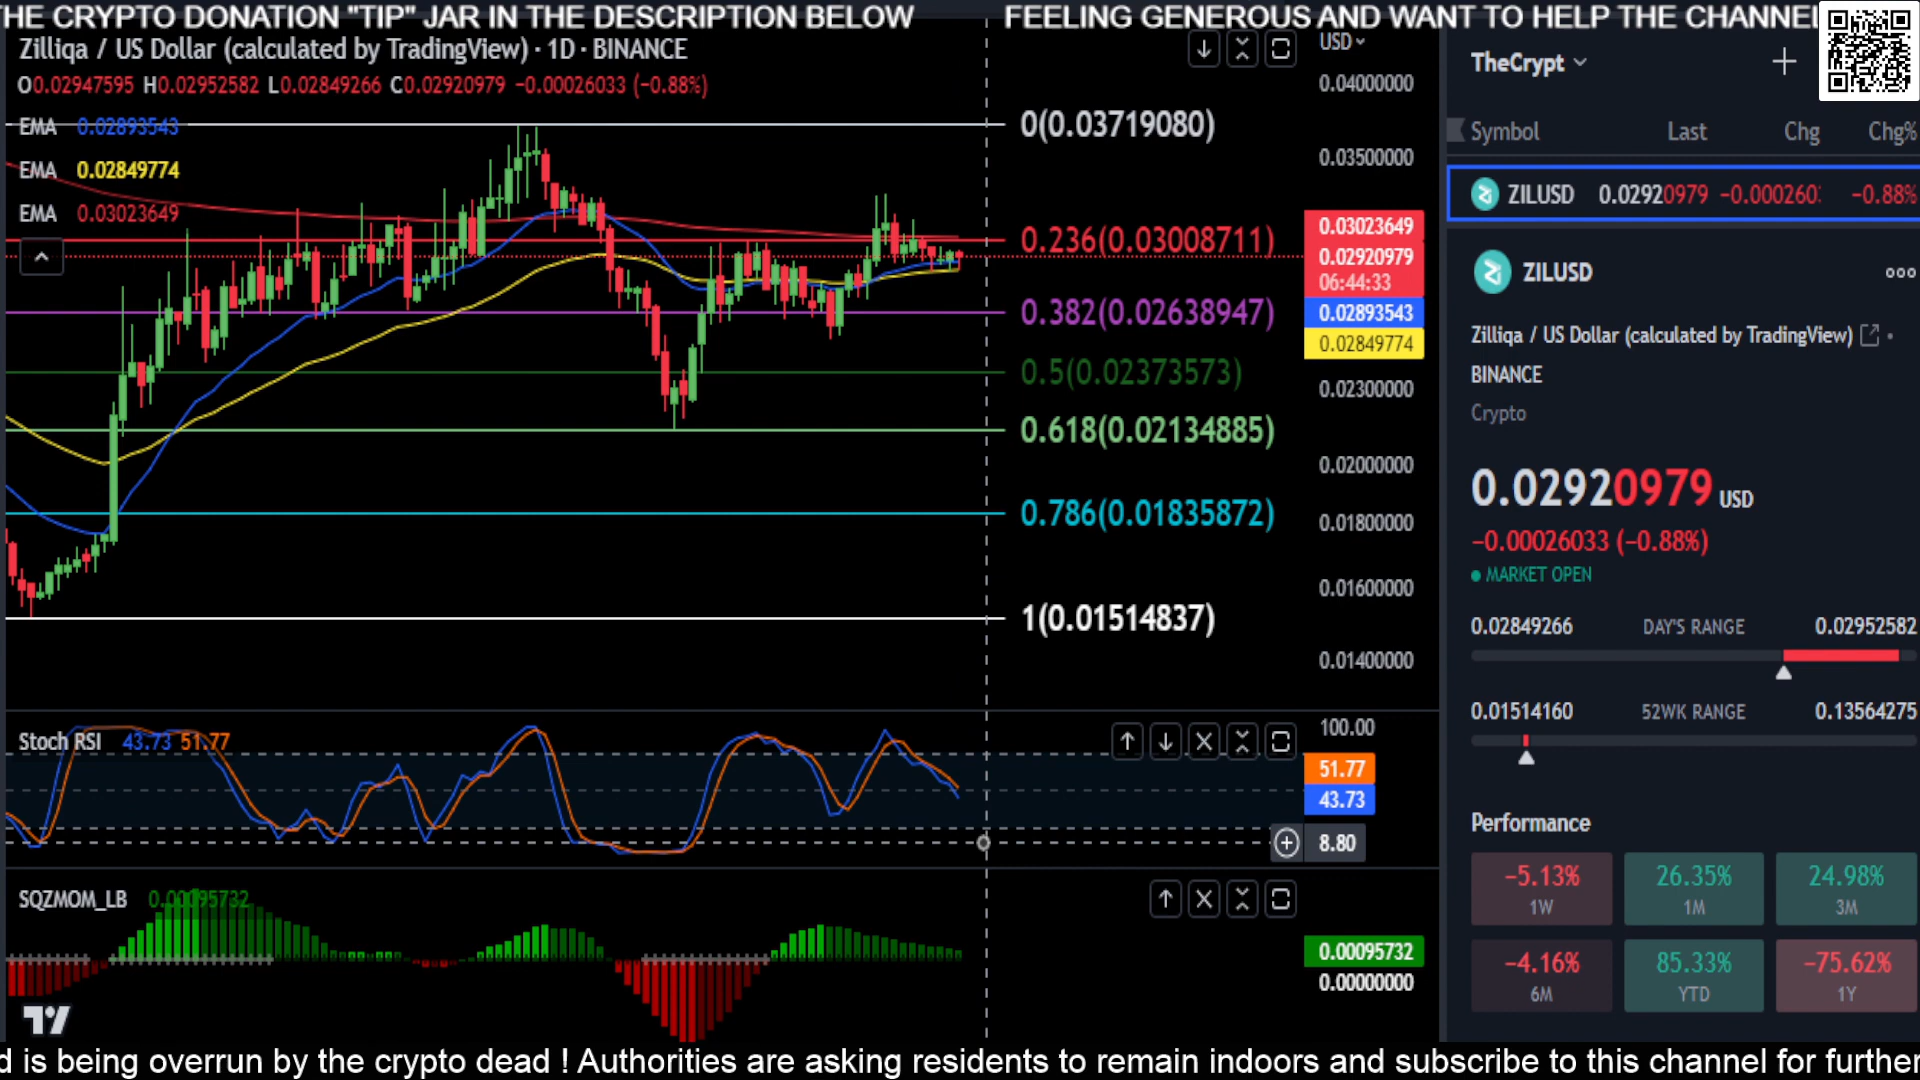 THE CRYPTO DONATION "TIP" JAR IN THE DESCRIPTION BELOW FEELING GENEROUS AND WANT TO HELP THE CHANNEL
Zilliqa / US Dollar (calculated by TradingView) · 1D · BINANCE
O0.02947595 H0.02952582 L0.02849266 C0.02920979 −0.00026033 (−0.88%)
EMA 0.02893543
EMA 0.02849774
EMA 0.03023649
0(0.03719080)
0.236(0.03008711)
0.382(0.02638947)
0.5(0.02373573)
0.618(0.02134885)
0.786(0.01835872)
1(0.01514837)
USD
0.04000000
0.03500000
0.03023649
0.02920979
06:44:33
0.02893543
0.02849774
0.02300000
0.02000000
0.01800000
0.01600000
0.01400000
Stoch RSI 43.73 51.77
100.00
51.77
43.73
8.80
SQZMOM_LB 0.00095732
0.00095732
0.00000000
TheCrypt
Symbol Last Chg Chg%
ZILUSD 0.02920979 −0.000260 −0.88%
ZILUSD
Zilliqa / US Dollar (calculated by TradingView) •
BINANCE
Crypto
0.02920979 USD
−0.00026033 (−0.88%)
MARKET OPEN
0.02849266 DAY'S RANGE 0.02952582
0.01514160 52WK RANGE 0.13564275
Performance
−5.13% 26.35% 24.98%
1W 1M 3M
−4.16% 85.33% −75.62%
6M YTD 1Y
d is being overrun by the crypto dead ! Authorities are asking residents to remain indoors and subscribe to this channel for further